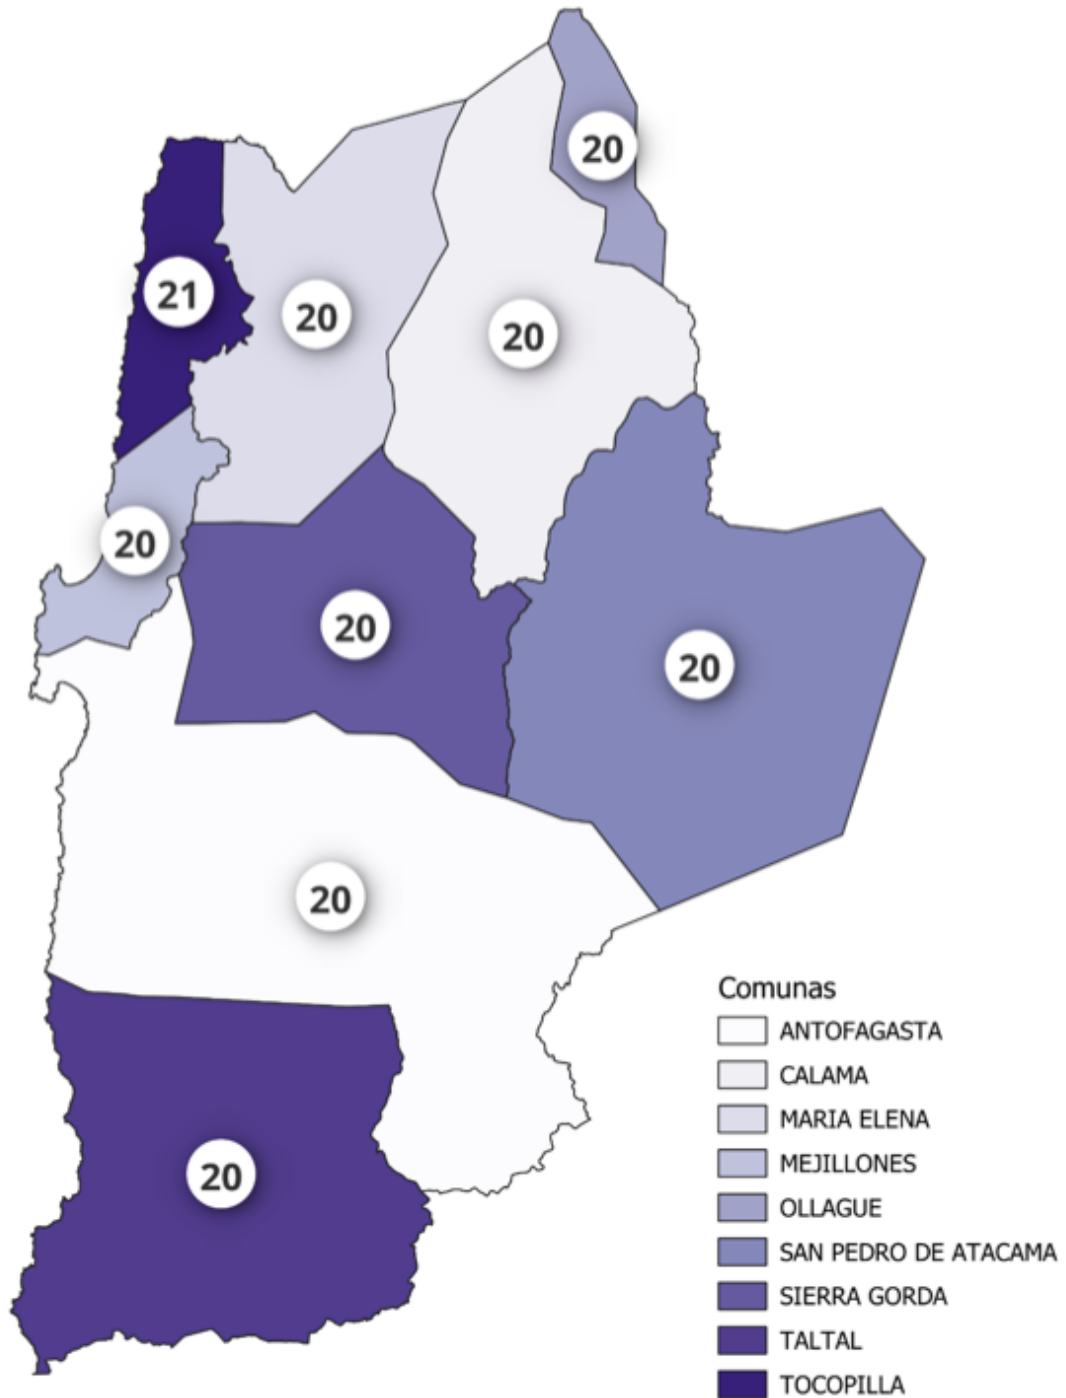 20
21
20
20
20
20
20
20
20
Comunas
ANTOFAGASTA
CALAMA
MARIA ELENA
MEJILLONES
OLLAGUE
SAN PEDRO DE ATACAMA
SIERRA GORDA
TALTAL
TOCOPILLA